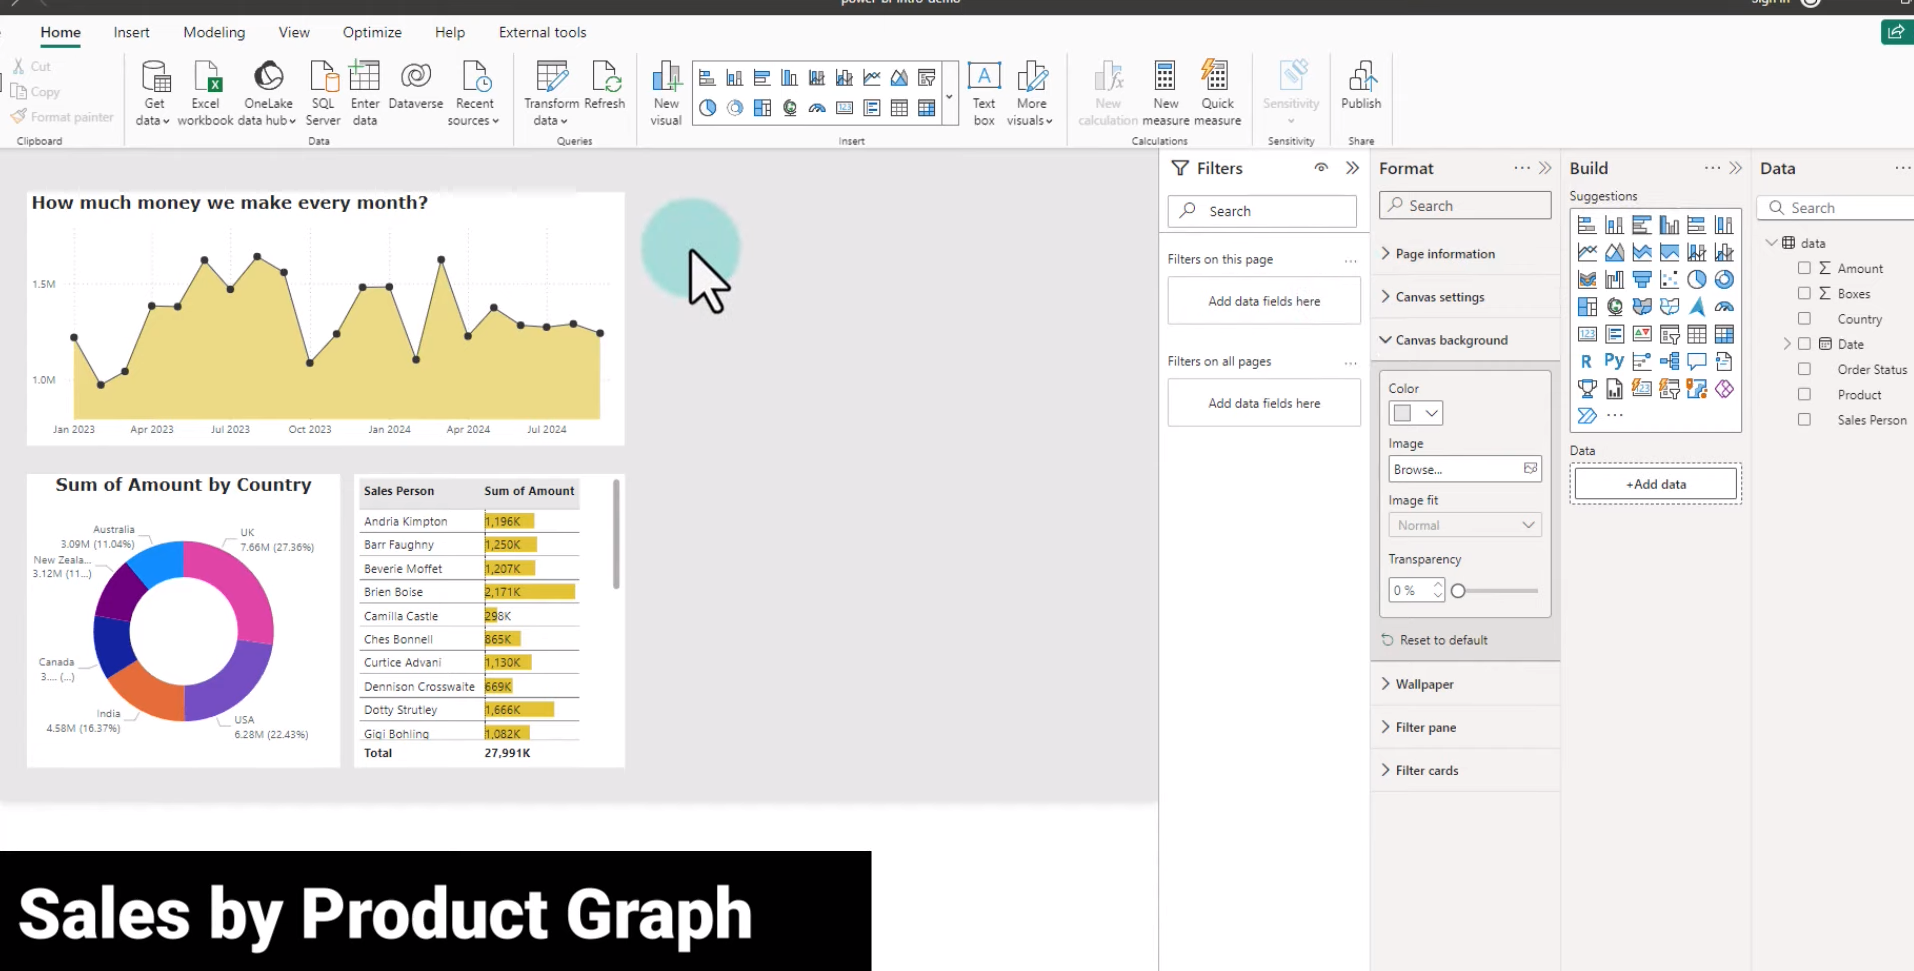 power-bi-intro-demo
Sign in
Home Insert Modeling View Optimize Help External tools
Cut
Copy
Format painter
Clipboard
Get data
Excel workbook
OneLake data hub
SQL Server
Enter data
Dataverse
Recent sources
Data
Transform data
Refresh
Queries
New visual
Text box
More visuals
Insert
New calculation
New measure
Quick measure
Calculations
Sensitivity
Sensitivity
Publish
Share
How much money we make every month?
1.5M
1.0M
Jan 2023 Apr 2023 Jul 2023 Oct 2023 Jan 2024 Apr 2024 Jul 2024
Sum of Amount by Country
Australia
3.09M (11.04%)
UK
7.66M (27.36%)
New Zeala...
3.12M (11...)
Canada
3.... (...)
India
4.58M (16.37%)
USA
6.28M (22.43%)
Sales Person Sum of Amount
Andria Kimpton 1,196K
Barr Faughny 1,250K
Beverie Moffet 1,207K
Brien Boise 2,171K
Camilla Castle 298K
Ches Bonnell 865K
Curtice Advani 1,130K
Dennison Crosswaite 669K
Dotty Strutley 1,666K
Gigi Bohling 1,082K
Total 27,991K
Filters
Search
Filters on this page ...
Add data fields here
Filters on all pages ...
Add data fields here
Format ...
Search
Page information
Canvas settings
Canvas background
Color
Image
Browse...
Image fit
Normal
Transparency
0 %
Reset to default
Wallpaper
Filter pane
Filter cards
Build ...
Suggestions
R Py
123
...
Data
+Add data
Data ...
Search
data
Σ Amount
Σ Boxes
Country
Date
Order Status
Product
Sales Person
Sales by Product Graph